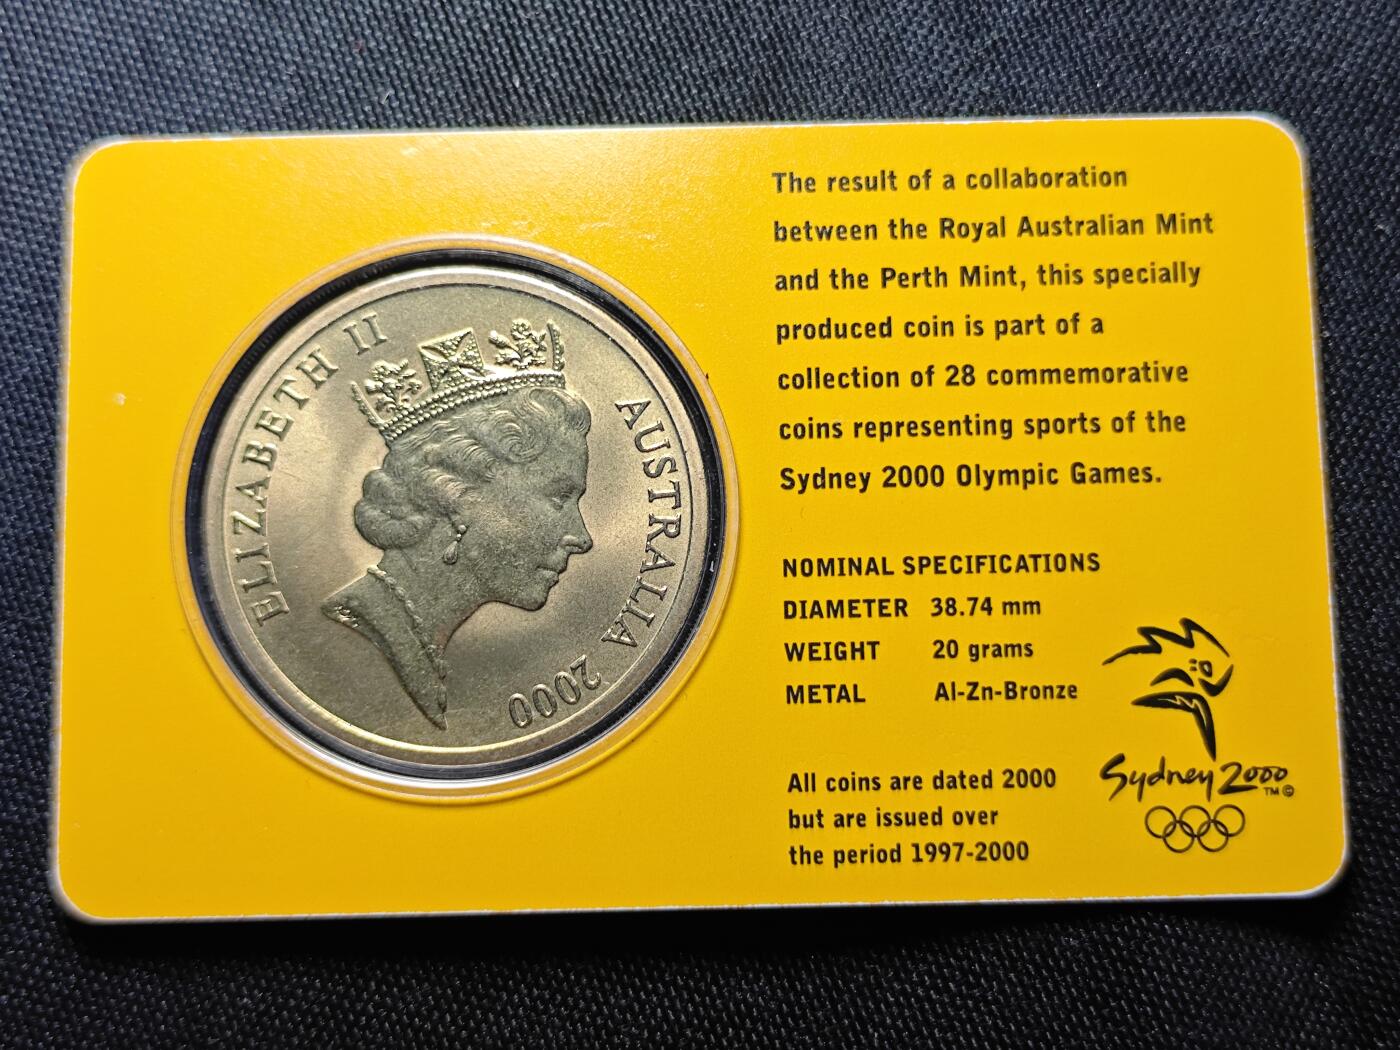 ELIZABETH II
AUSTRALIA 2000
The result of a collaboration
between the Royal Australian Mint
and the Perth Mint, this specially
produced coin is part of a
collection of 28 commemorative
coins representing sports of the
Sydney 2000 Olympic Games.
NOMINAL SPECIFICATIONS
DIAMETER 38.74 mm
WEIGHT 20 grams
METAL Al-Zn-Bronze
All coins are dated 2000
but are issued over
the period 1997-2000
Sydney 2000
TM ©